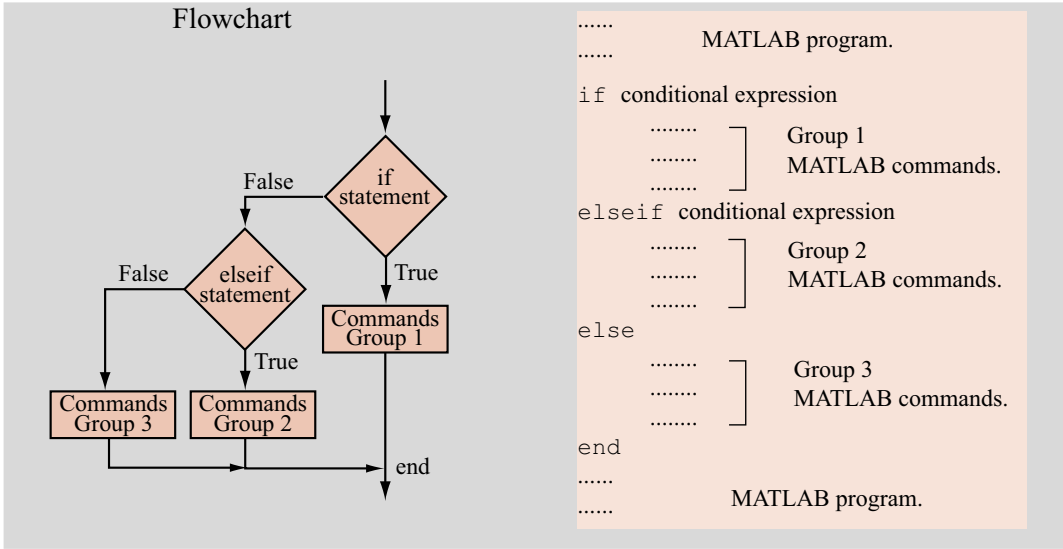 Flowchart
if
statement
False
True
elseif
statement
False
True
Commands
Group 1
Commands
Group 3
Commands
Group 2
end
......
MATLAB program.
......
if conditional expression
........
Group 1
........
MATLAB commands.
........
elseif conditional expression
........
Group 2
........
MATLAB commands.
........
else
........
Group 3
........
MATLAB commands.
........
end
......
MATLAB program.
......